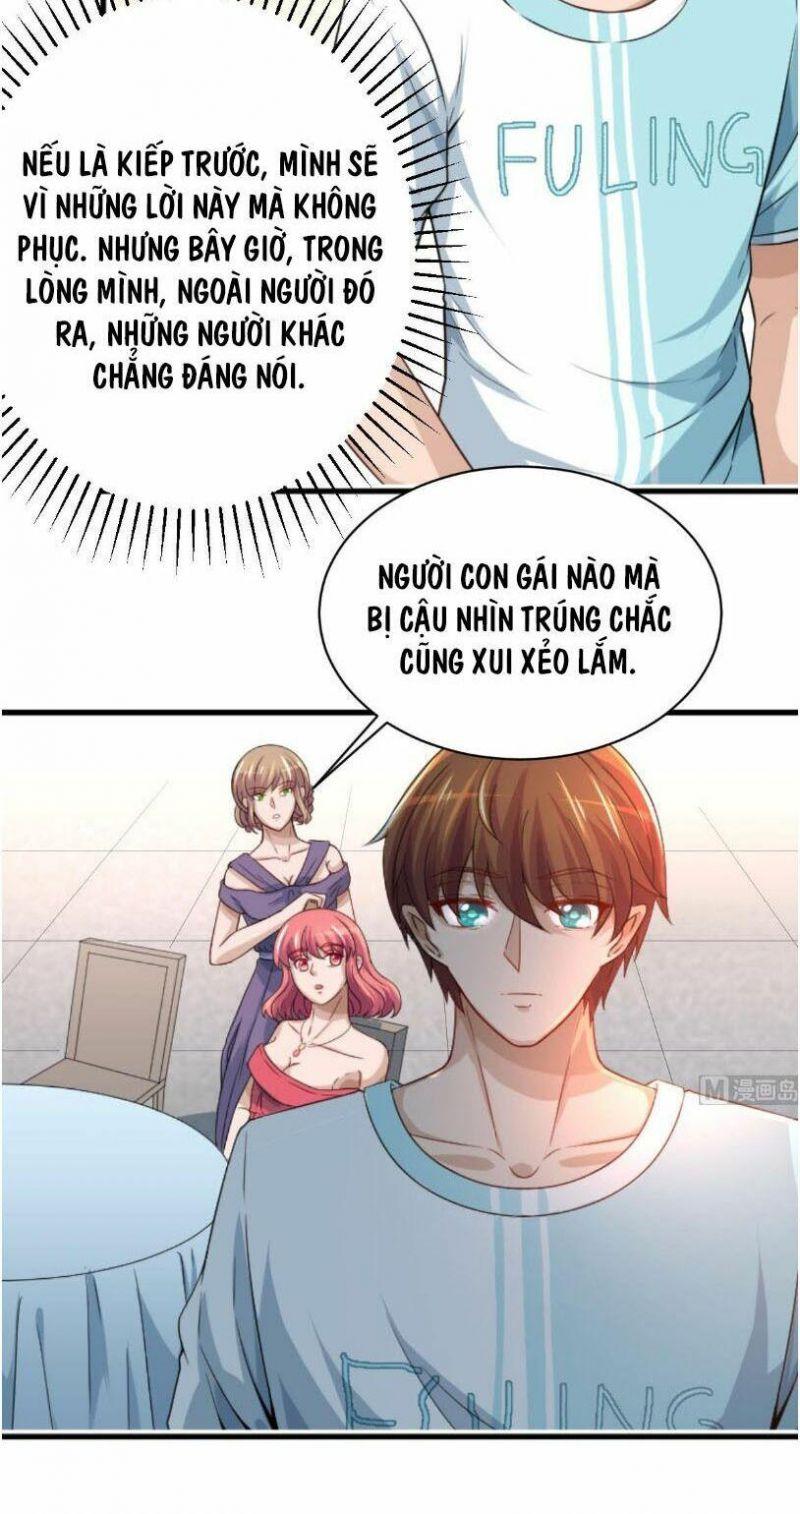 FULING
NẾU LÀ KIẾP TRƯỚC, MÌNH SẼ
VÌ NHỮNG LỜI NÀY MÀ KHÔNG
PHỤC. NHƯNG BÂY GIỜ, TRONG
LÒNG MÌNH, NGOÀI NGƯỜI ĐÓ
RA, NHỮNG NGƯỜI KHÁC
CHẲNG ĐÁNG NÓI.
NGƯỜI CON GÁI NÀO MÀ
BỊ CẬU NHÌN TRÚNG CHẮC
CŨNG XUI XẺO LẮM.
M 漫画岛
FULING